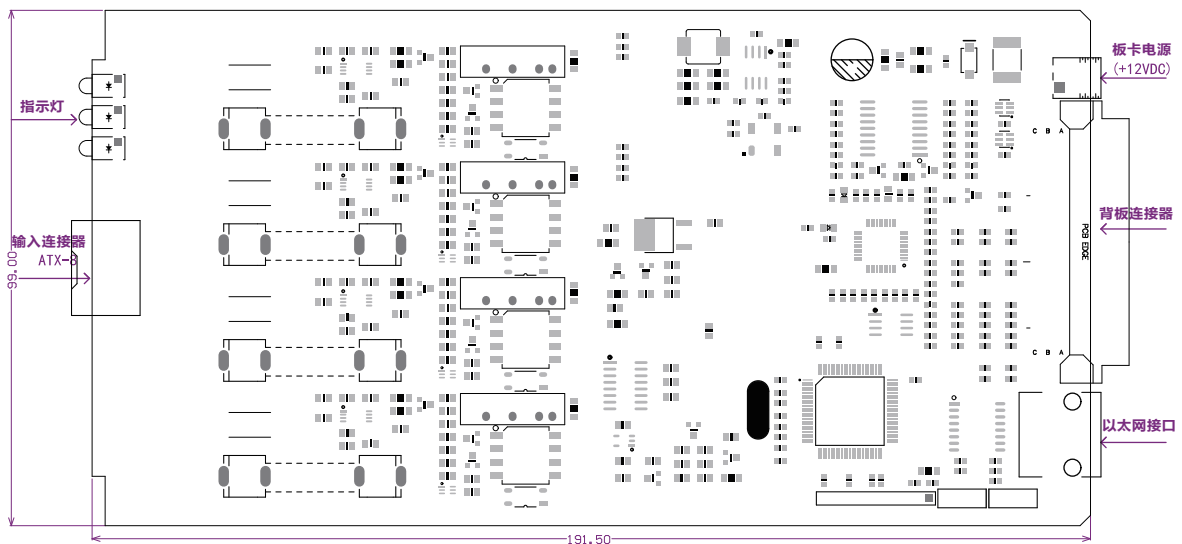 板卡电源
(+12VDC)
指示灯
C B A
背板连接器
PCB EDGE
输入连接器
ATX-8
99.00
C B A
以太网接口
191.50